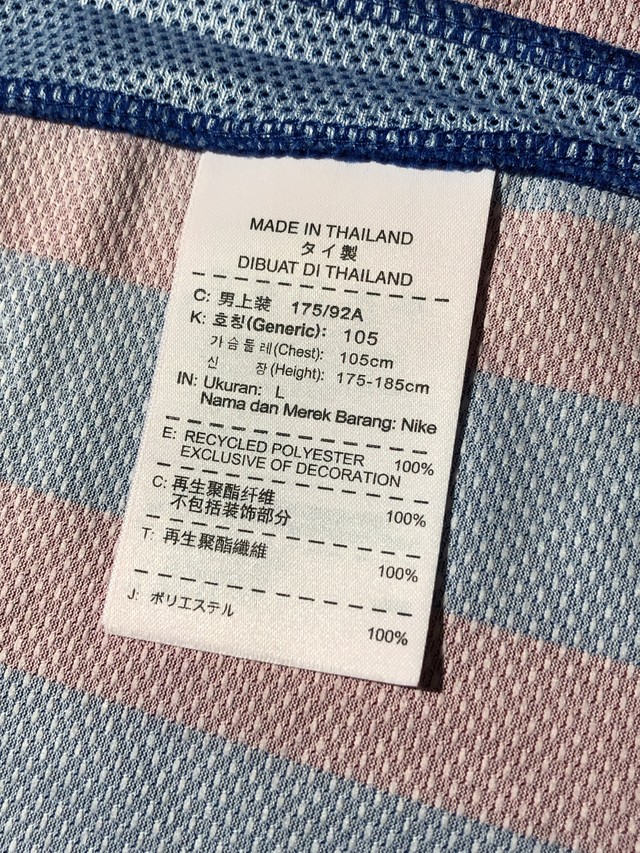 MADE IN THAILAND
タイ製
DIBUAT DI THAILAND
C: 男上装 175/92A
K: 호칭(Generic): 105
가슴둘레(Chest): 105cm
신 장(Height): 175-185cm
IN: Ukuran: L
Nama dan Merek Barang: Nike
E: RECYCLED POLYESTER 100%
EXCLUSIVE OF DECORATION
C: 再生聚酯纤维 100%
不包括装饰部分
T: 再生聚酯纖維 100%
J: ポリエステル 100%